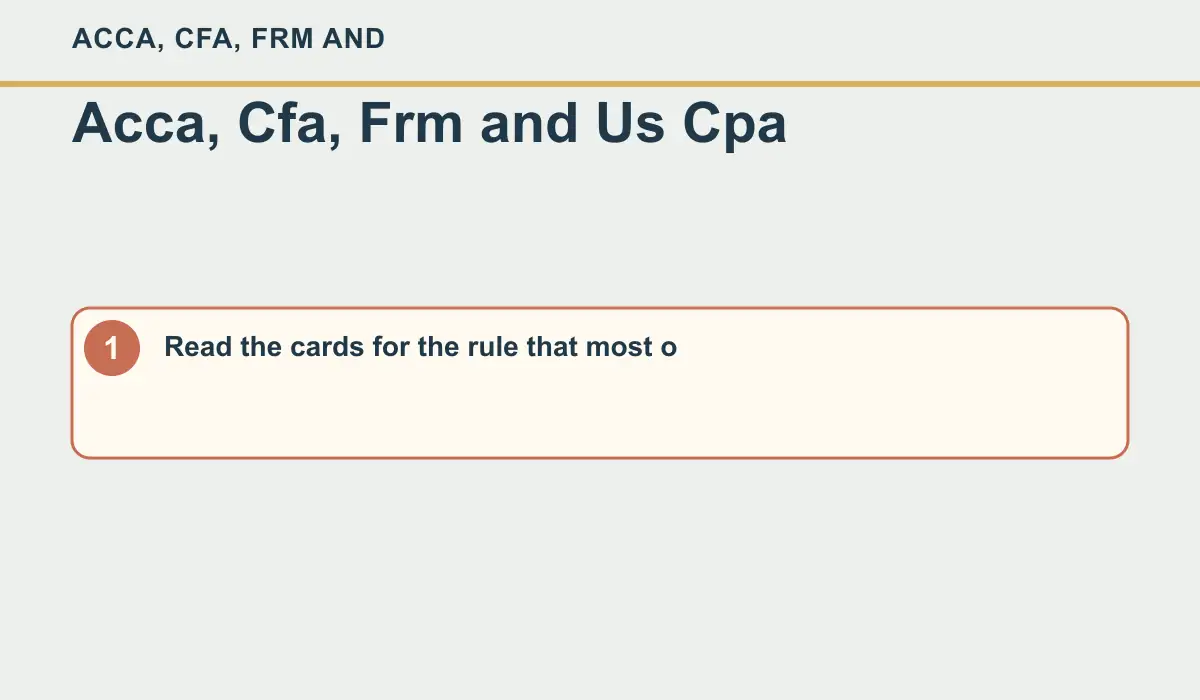 ACCA, CFA, FRM AND
Acca, Cfa, Frm and Us Cpa
1
Read the cards for the rule that most o